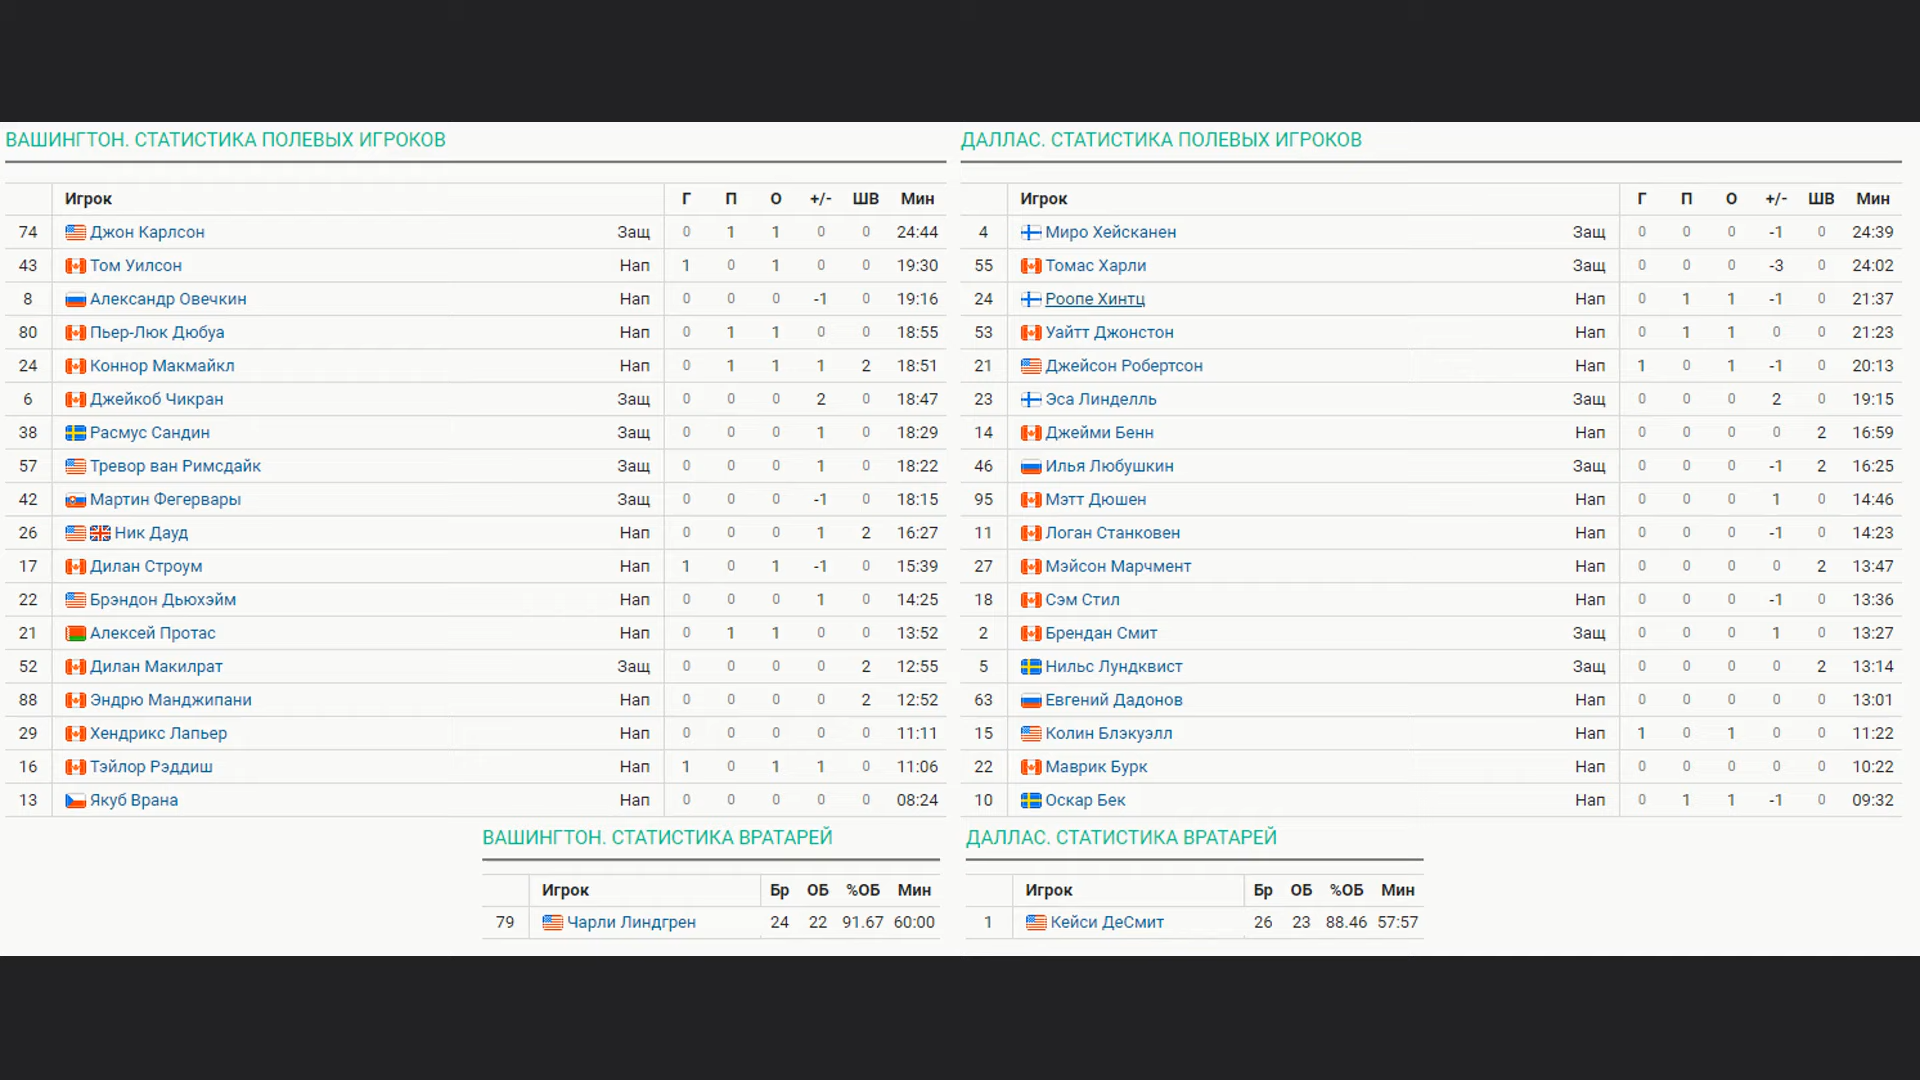 ВАШИНГТОН. СТАТИСТИКА ПОЛЕВЫХ ИГРОКОВ
Игрок Г П О +/- ШВ Мин
74 Джон Карлсон Защ 0 1 1 0 0 24:44
43 Том Уилсон Нап 1 0 1 0 0 19:30
8 Александр Овечкин Нап 0 0 0 -1 0 19:16
80 Пьер-Люк Дюбуа Нап 0 1 1 0 0 18:55
24 Коннор Макмайкл Нап 0 1 1 1 2 18:51
6 Джейкоб Чикран Защ 0 0 0 2 0 18:47
38 Расмус Сандин Защ 0 0 0 1 0 18:29
57 Тревор ван Римсдайк Защ 0 0 0 1 0 18:22
42 Мартин Фегервары Защ 0 0 0 -1 0 18:15
26 Ник Дауд Нап 0 0 0 1 2 16:27
17 Дилан Строум Нап 1 0 1 -1 0 15:39
22 Брэндон Дьюхэйм Нап 0 0 0 1 0 14:25
21 Алексей Протас Нап 0 1 1 0 0 13:52
52 Дилан Макилрат Защ 0 0 0 0 2 12:55
88 Эндрю Манджипани Нап 0 0 0 0 2 12:52
29 Хендрикс Лапьер Нап 0 0 0 0 0 11:11
16 Тэйлор Рэддиш Нап 1 0 1 1 0 11:06
13 Якуб Врана Нап 0 0 0 0 0 08:24
ДАЛЛАС. СТАТИСТИКА ПОЛЕВЫХ ИГРОКОВ
Игрок Г П О +/- ШВ Мин
4 Миро Хейсканен Защ 0 0 0 -1 0 24:39
55 Томас Харли Защ 0 0 0 -3 0 24:02
24 Роопе Хинтц Нап 0 1 1 -1 0 21:37
53 Уайтт Джонстон Нап 0 1 1 0 0 21:23
21 Джейсон Робертсон Нап 1 0 1 -1 0 20:13
23 Эса Линделль Защ 0 0 0 2 0 19:15
14 Джейми Бенн Нап 0 0 0 0 2 16:59
46 Илья Любушкин Защ 0 0 0 -1 2 16:25
95 Мэтт Дюшен Нап 0 0 0 1 0 14:46
11 Логан Станковен Нап 0 0 0 -1 0 14:23
27 Мэйсон Марчмент Нап 0 0 0 0 2 13:47
18 Сэм Стил Нап 0 0 0 -1 0 13:36
2 Брендан Смит Защ 0 0 0 1 0 13:27
5 Нильс Лундквист Защ 0 0 0 0 2 13:14
63 Евгений Дадонов Нап 0 0 0 0 0 13:01
15 Колин Блэкуэлл Нап 1 0 1 0 0 11:22
22 Маврик Бурк Нап 0 0 0 0 0 10:22
10 Оскар Бек Нап 0 1 1 -1 0 09:32
ВАШИНГТОН. СТАТИСТИКА ВРАТАРЕЙ
Игрок Бр ОБ %ОБ Мин
79 Чарли Линдгрен 24 22 91.67 60:00
ДАЛЛАС. СТАТИСТИКА ВРАТАРЕЙ
Игрок Бр ОБ %ОБ Мин
1 Кейси ДеСмит 26 23 88.46 57:57